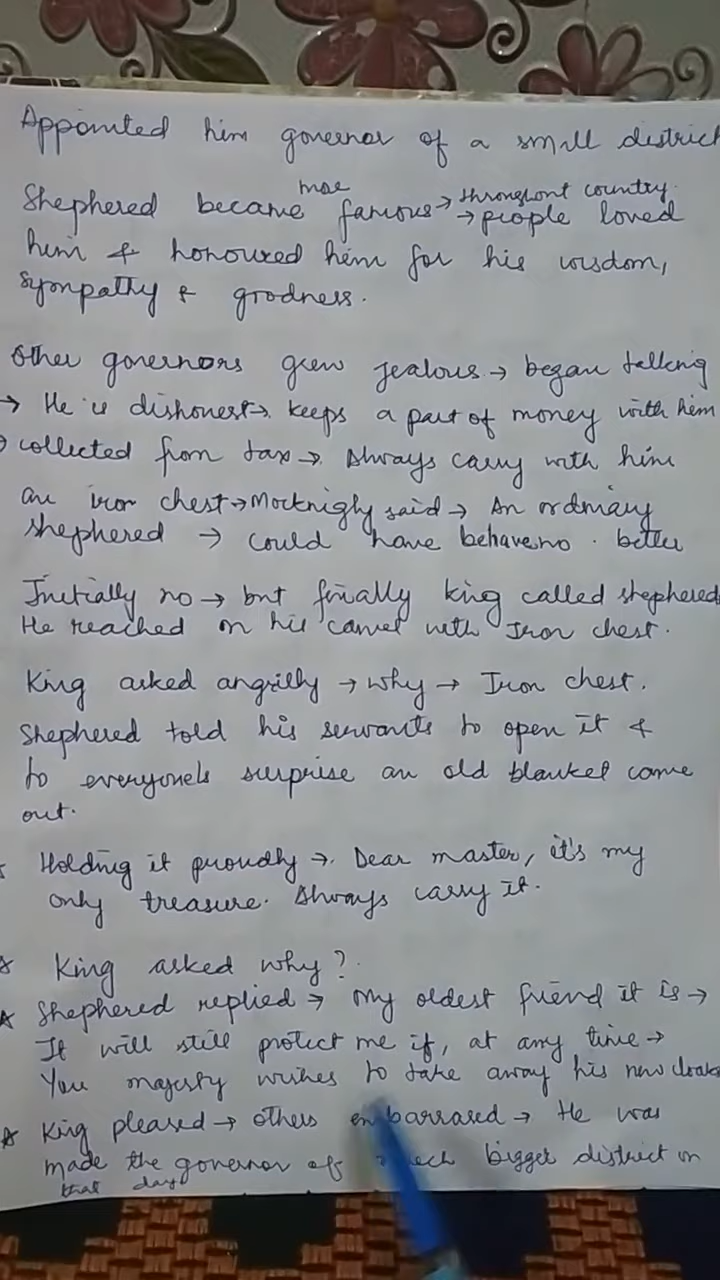 Appointed him governor of a small district
Shephered became more famous → throughout country.
→ people loved
him & honoured him for his wisdom,
sympathy & goodness.
Other governors grew jealous → began talking
→ He is dishonest → keeps a part of money with him
→ collected from tax → Always carry with him
an iron chest → Mocknigly said → An ordinary
shephered → could have behave no . better
Initially no → but finally king called shephered
He reached on his camel with Iron chest.
King asked angrily → why → Iron chest.
Shephered told his servants to open it &
to everyone's surprise an old blanket came
out.
Holding it proudly → Dear master, it's my
only treasure. Always carry it.
King asked why?
Shephered replied → My oldest friend it is →
It will still protect me if, at any time →
You majesty wishes to take away his new cloak
King pleased → others embarrased → He was
made the governor of much bigger district on
that day